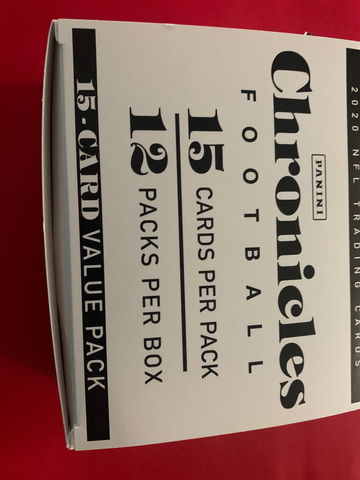 2020 NFL TRADING CARDS
PANINI
Chronicles
FOOTBALL
15 CARDS PER PACK
12 PACKS PER BOX
15-CARD VALUE PACK